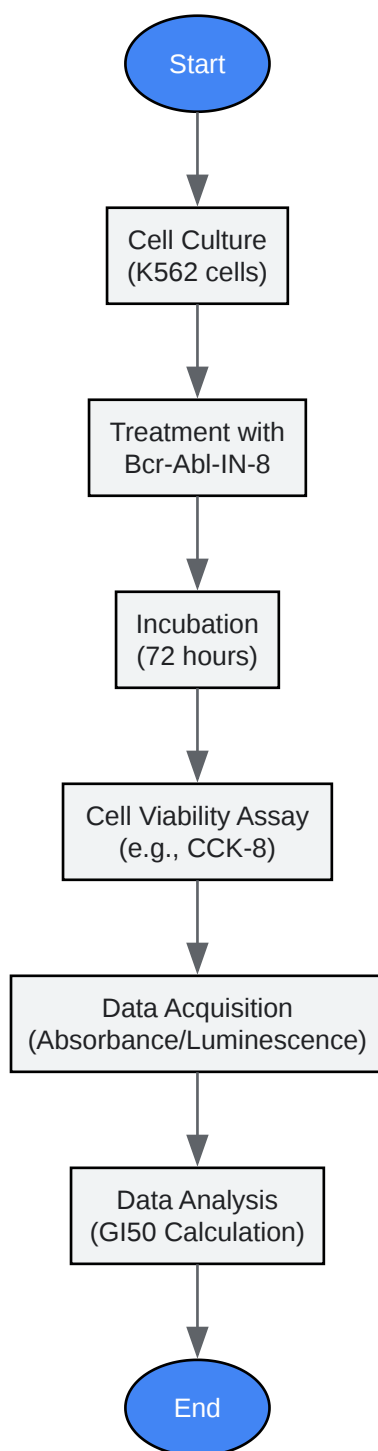 Start
Cell Culture
(K562 cells)
Treatment with
Bcr-Abl-IN-8
Incubation
(72 hours)
Cell Viability Assay
(e.g., CCK-8)
Data Acquisition
(Absorbance/Luminescence)
Data Analysis
(GI50 Calculation)
End